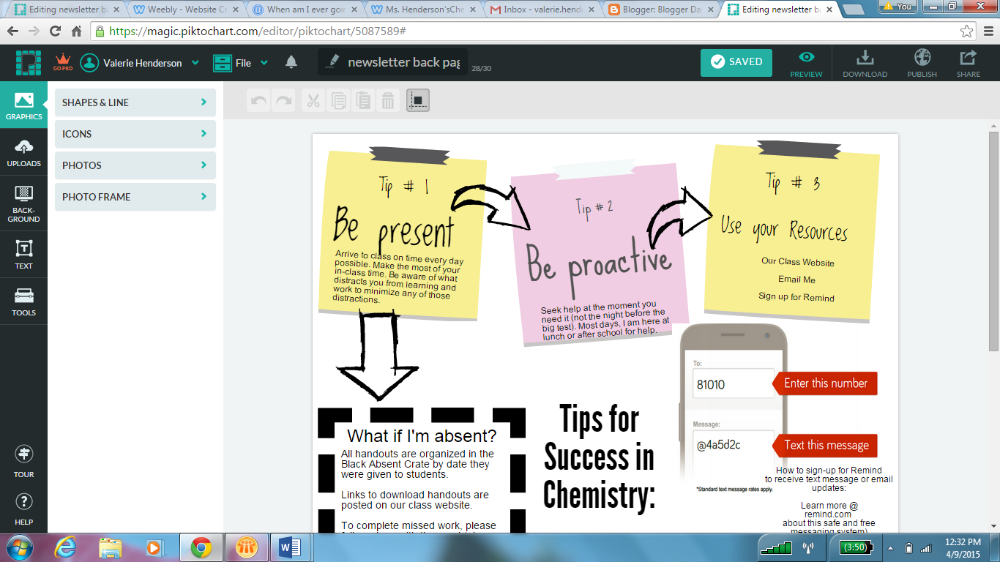 Editing newsletter ba
Weebly - Website Cr
When am I ever goin
Ms. Henderson'sChe
Inbox - valerie.hende
Blogger: Blogger Das
Editing newsletter ba
You
https://magic.piktochart.com/editor/piktochart/5087589#
GO PRO
Valerie Henderson
File
newsletter back pag
28/30
SAVED
PREVIEW
DOWNLOAD
PUBLISH
SHARE
GRAPHICS
UPLOADS
BACK-
GROUND
TEXT
TOOLS
TOUR
HELP
SHAPES & LINE
ICONS
PHOTOS
PHOTO FRAME
Tip # 1
Be present
Arrive to class on time every day
possible. Make the most of your
in-class time. Be aware of what
distracts you from learning and
work to minimize any of those
distractions.
Tip # 2
Be proactive
Seek help at the moment you
need it (not the night before the
big test). Most days, I am here at
lunch or after school for help.
Tip # 3
Use your Resources
Our Class Website
Email Me
Sign up for Remind
To:
81010
Enter this number
Message:
@4a5d2c
Text this message
*Standard text message rates apply.
How to sign-up for Remind
to receive text message or email
updates:
Learn more @
remind.com
about this safe and free
messaging system)
Tips for
Success in
Chemistry:
What if I'm absent?
All handouts are organized in the
Black Absent Crate by date they
were given to students.
Links to download handouts are
posted on our class website.
To complete missed work, please
(3:50)
12:32 PM
4/9/2015